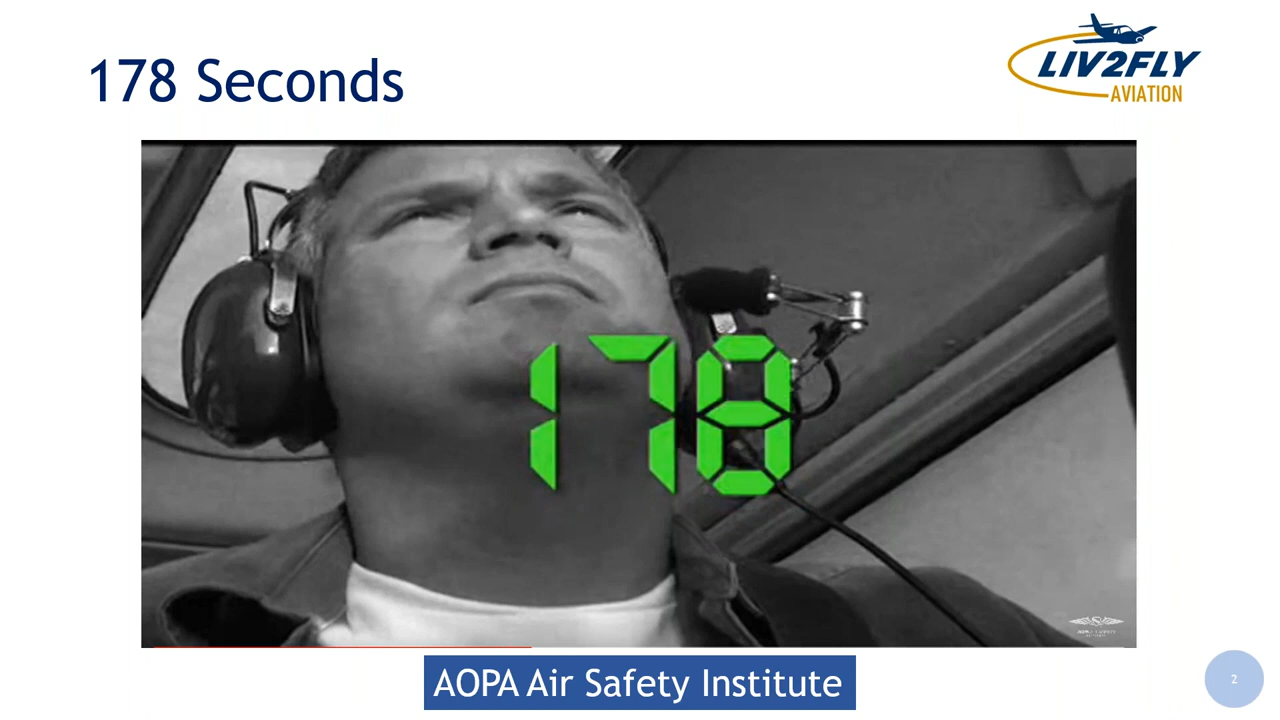 178 Seconds
LIV2FLY
AVIATION
178
AOPA Air Safety Institute
2